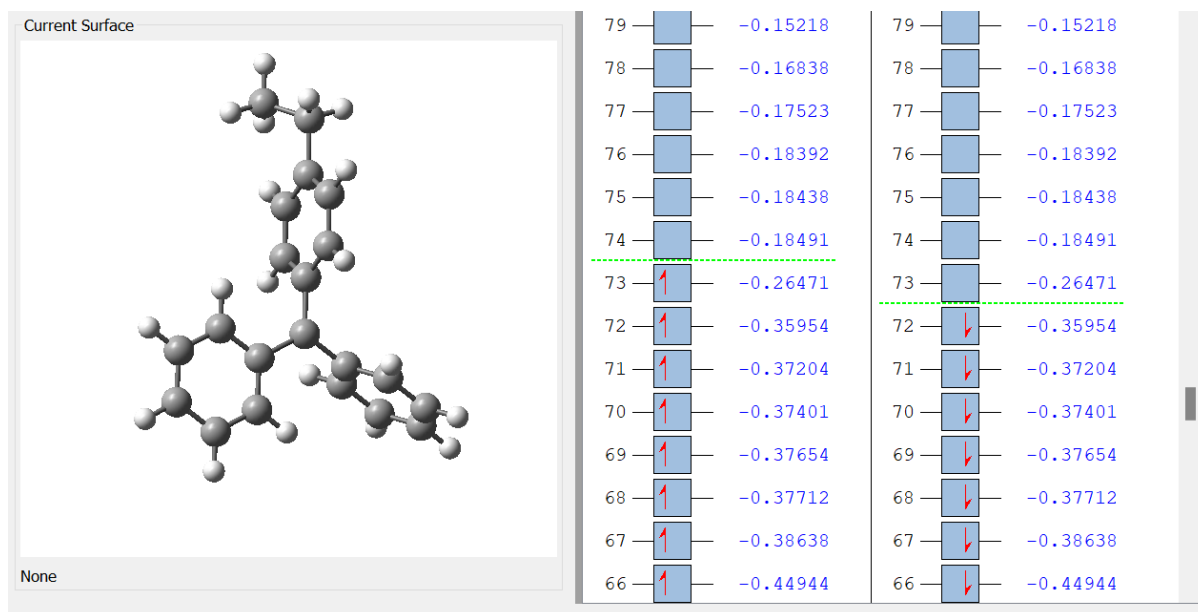 Current Surface
79 -0.15218 79 -0.15218
78 -0.16838 78 -0.16838
77 -0.17523 77 -0.17523
76 -0.18392 76 -0.18392
75 -0.18438 75 -0.18438
74 -0.18491 74 -0.18491
73 -0.26471 73 -0.26471
72 -0.35954 72 -0.35954
71 -0.37204 71 -0.37204
70 -0.37401 70 -0.37401
69 -0.37654 69 -0.37654
68 -0.37712 68 -0.37712
67 -0.38638 67 -0.38638
66 -0.44944 66 -0.44944
None